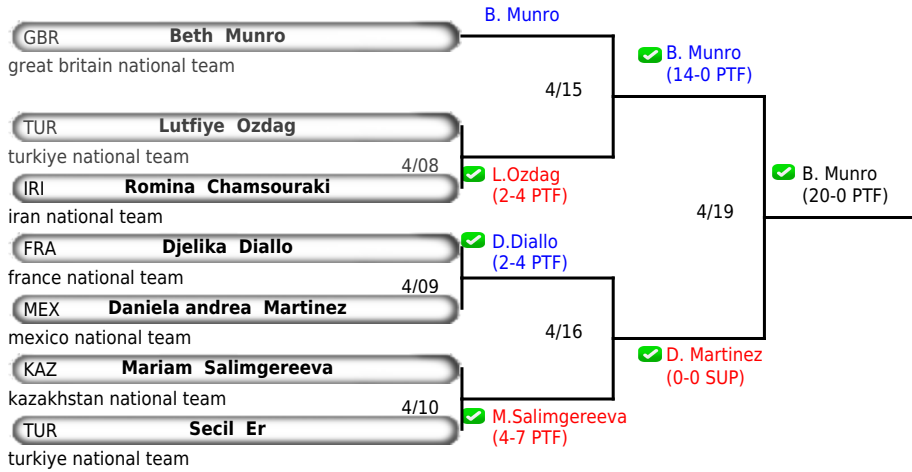 B. Munro
GBR Beth Munro
great britain national team
B. Munro
(14-0 PTF)
4/15
TUR Lutfiye Ozdag
turkiye national team
4/08
L.Ozdag
(2-4 PTF)
IRI Romina Chamsouraki
iran national team
B. Munro
(20-0 PTF)
4/19
FRA Djelika Diallo
france national team
D.Diallo
(2-4 PTF)
4/09
MEX Daniela andrea Martinez
mexico national team
4/16
D. Martinez
(0-0 SUP)
KAZ Mariam Salimgereeva
kazakhstan national team
4/10
M.Salimgereeva
(4-7 PTF)
TUR Secil Er
turkiye national team